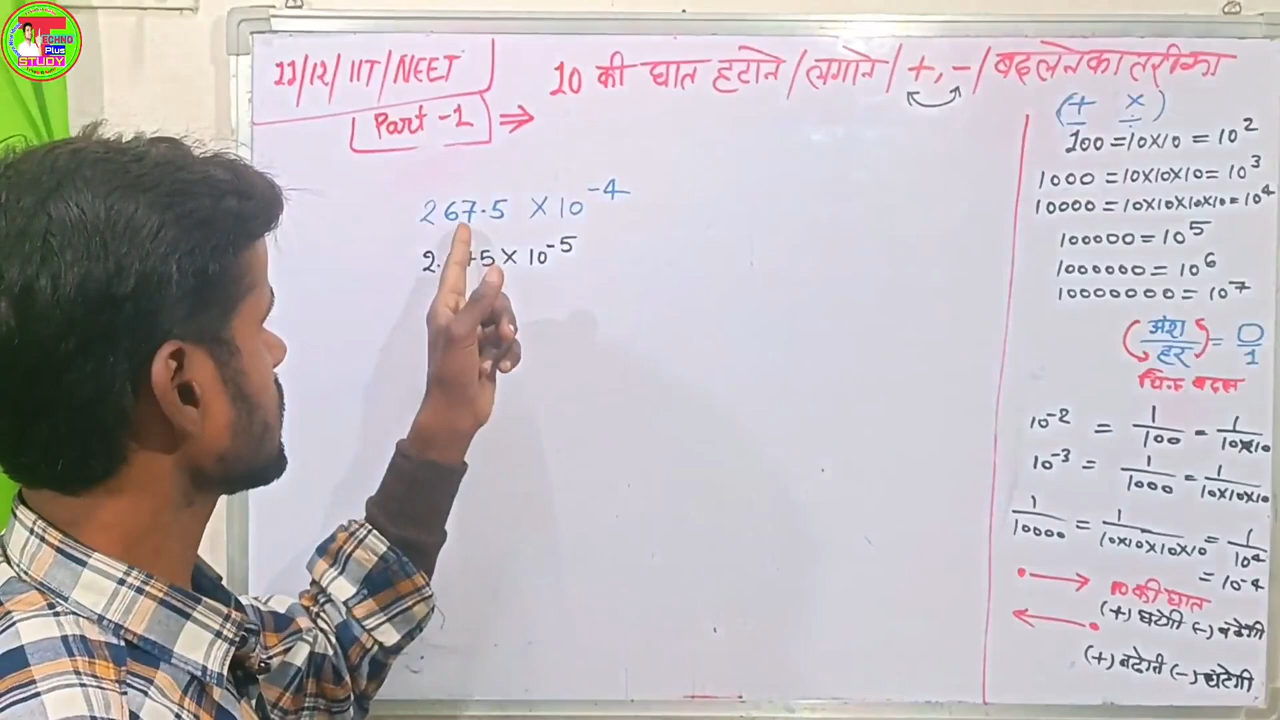 TECHNO
Plus
STUDY
11/12/IIT/NEET
Part -1 ⇒
10 की घात हटाने/लगाने/+,-/बदलने का तरीका
267.5 × 10⁻⁴
5 × 10⁻⁵
(+ ×)
100 = 10×10 = 10²
1000 = 10×10×10 = 10³
10000 = 10×10×10×10 = 10⁴
100000 = 10⁵
1000000 = 10⁶
10000000 = 10⁷
अंश/हर = 0/1
चिन्ह बदल
10⁻² = 1/100 = 1/10×10
10⁻³ = 1/1000 = 1/10×10×10
1/10000 = 1/10×10×10×10 = 1/10⁴
= 10⁻⁴
• → 10 की घात
(+) घटेगी (-) बढेगी
← •
(+) बढेगी (-) घटेगी